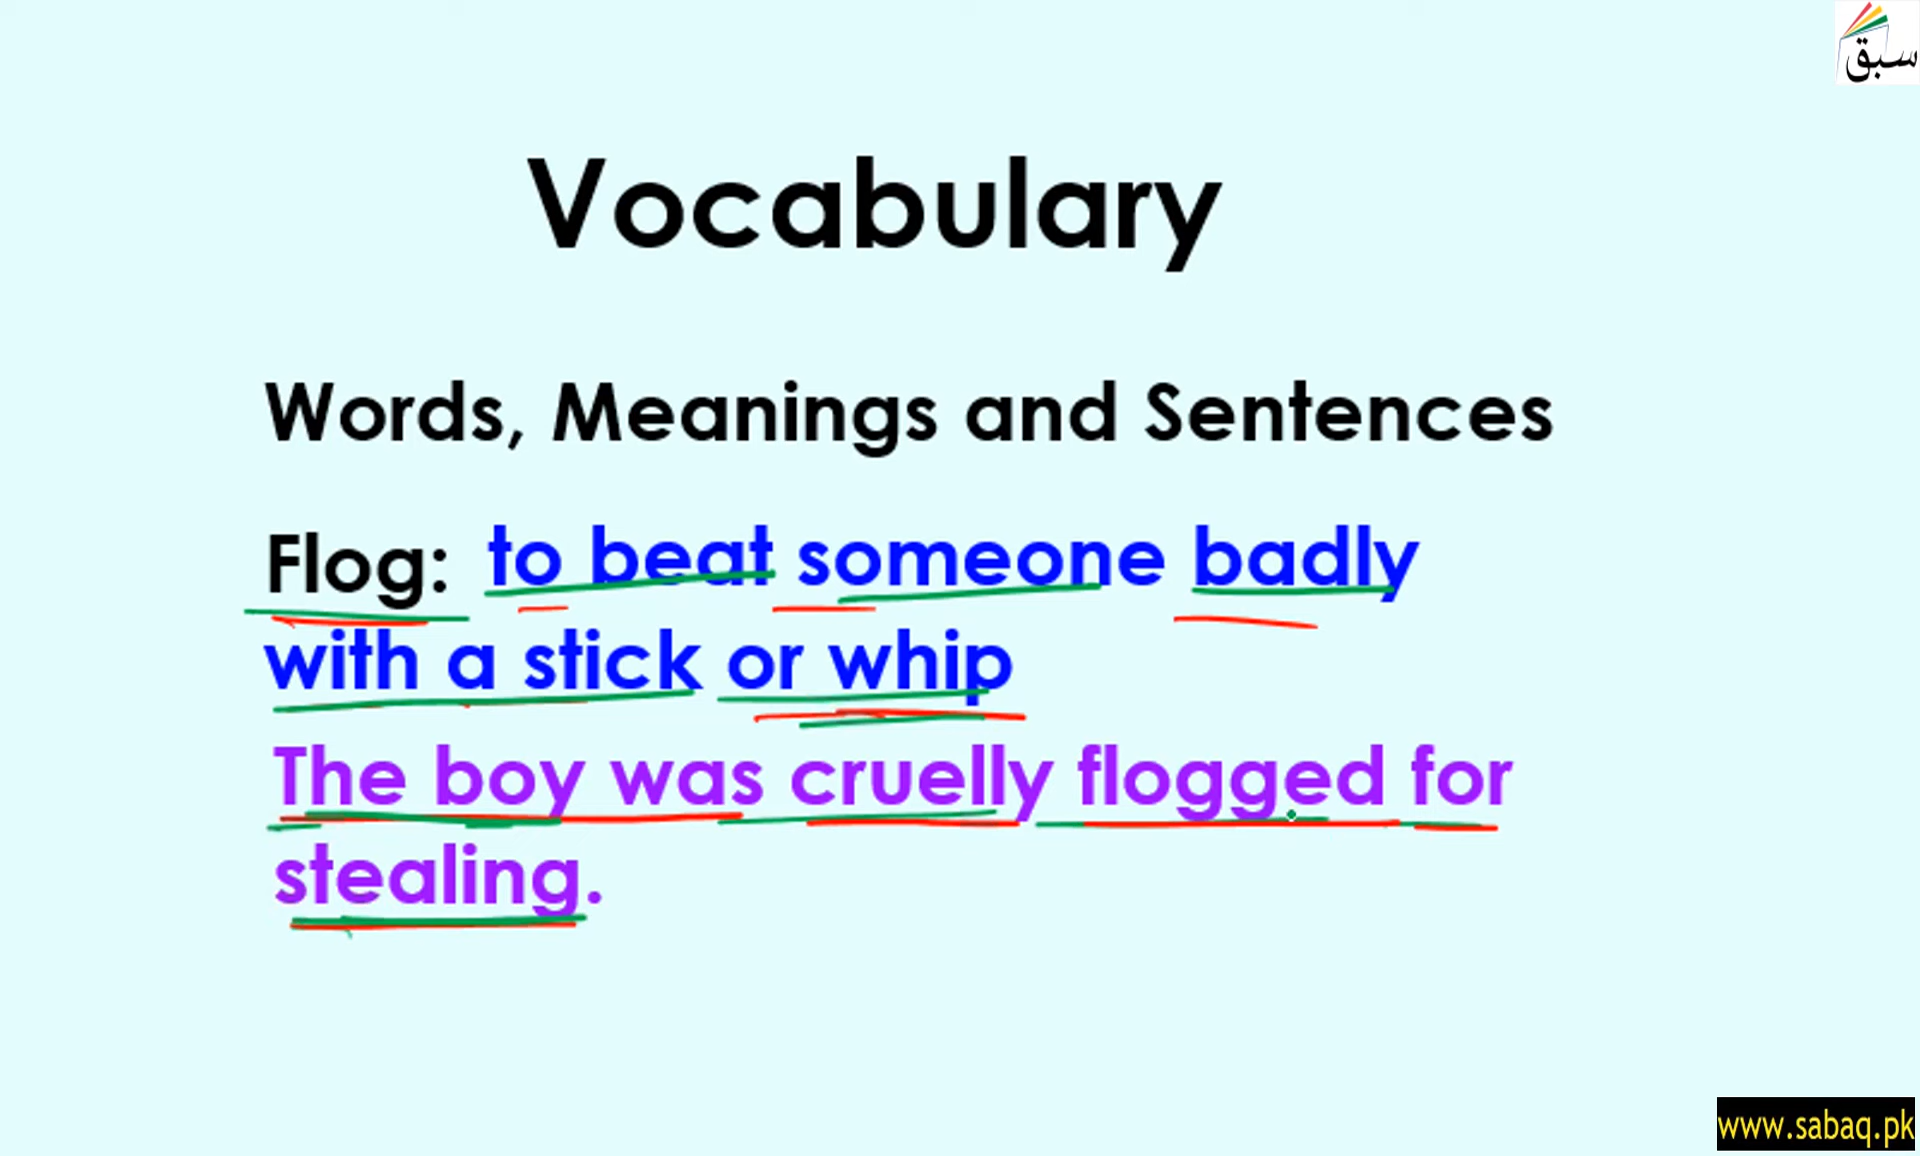 سبق
Vocabulary
Words, Meanings and Sentences
Flog: to beat someone badly
with a stick or whip
The boy was cruelly flogged for
stealing.
www.sabaq.pk